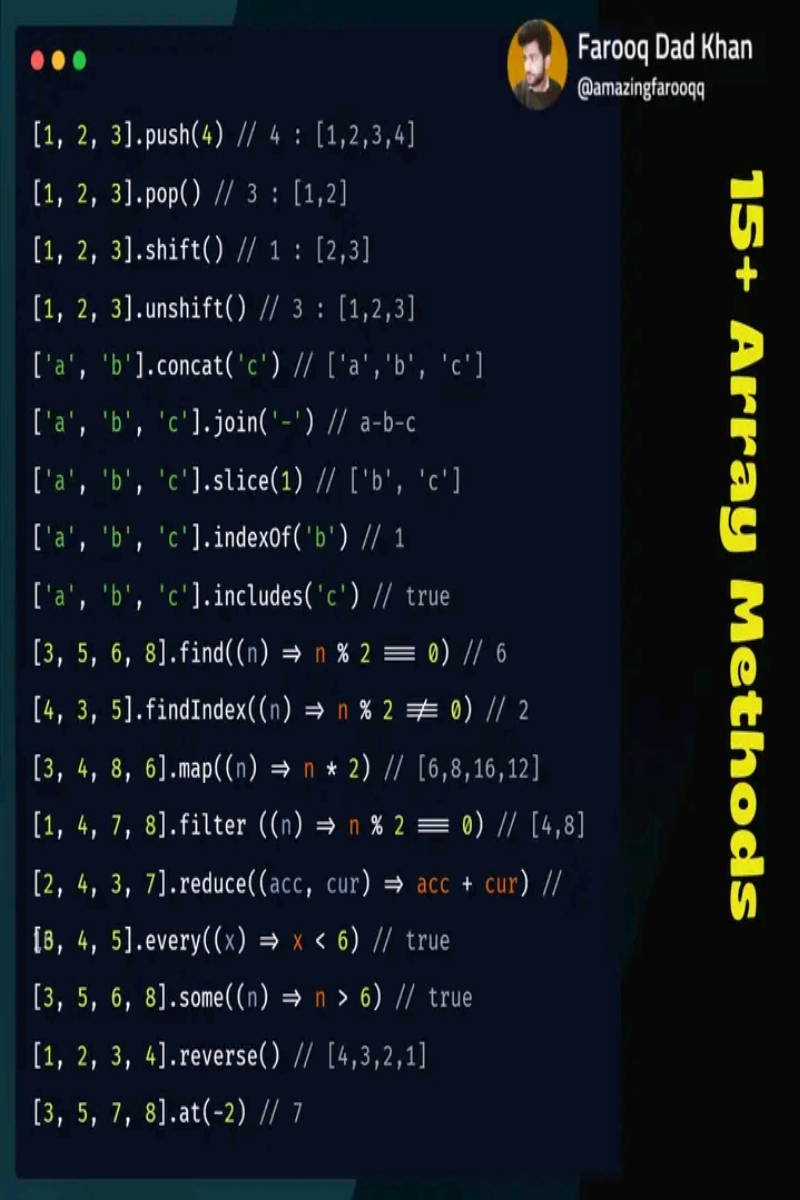 Farooq Dad Khan
@amazingfarooqq
15+ Array Methods
[1, 2, 3].push(4) // 4 : [1,2,3,4]
[1, 2, 3].pop() // 3 : [1,2]
[1, 2, 3].shift() // 1 : [2,3]
[1, 2, 3].unshift() // 3 : [1,2,3]
['a', 'b'].concat('c') // ['a','b', 'c']
['a', 'b', 'c'].join('-') // a-b-c
['a', 'b', 'c'].slice(1) // ['b', 'c']
['a', 'b', 'c'].indexOf('b') // 1
['a', 'b', 'c'].includes('c') // true
[3, 5, 6, 8].find((n) => n % 2 === 0) // 6
[4, 3, 5].findIndex((n) => n % 2 !== 0) // 2
[3, 4, 8, 6].map((n) => n * 2) // [6,8,16,12]
[1, 4, 7, 8].filter ((n) => n % 2 === 0) // [4,8]
[2, 4, 3, 7].reduce((acc, cur) => acc + cur) //
[3, 4, 5].every((x) => x < 6) // true
[3, 5, 6, 8].some((n) => n > 6) // true
[1, 2, 3, 4].reverse() // [4,3,2,1]
[3, 5, 7, 8].at(-2) // 7